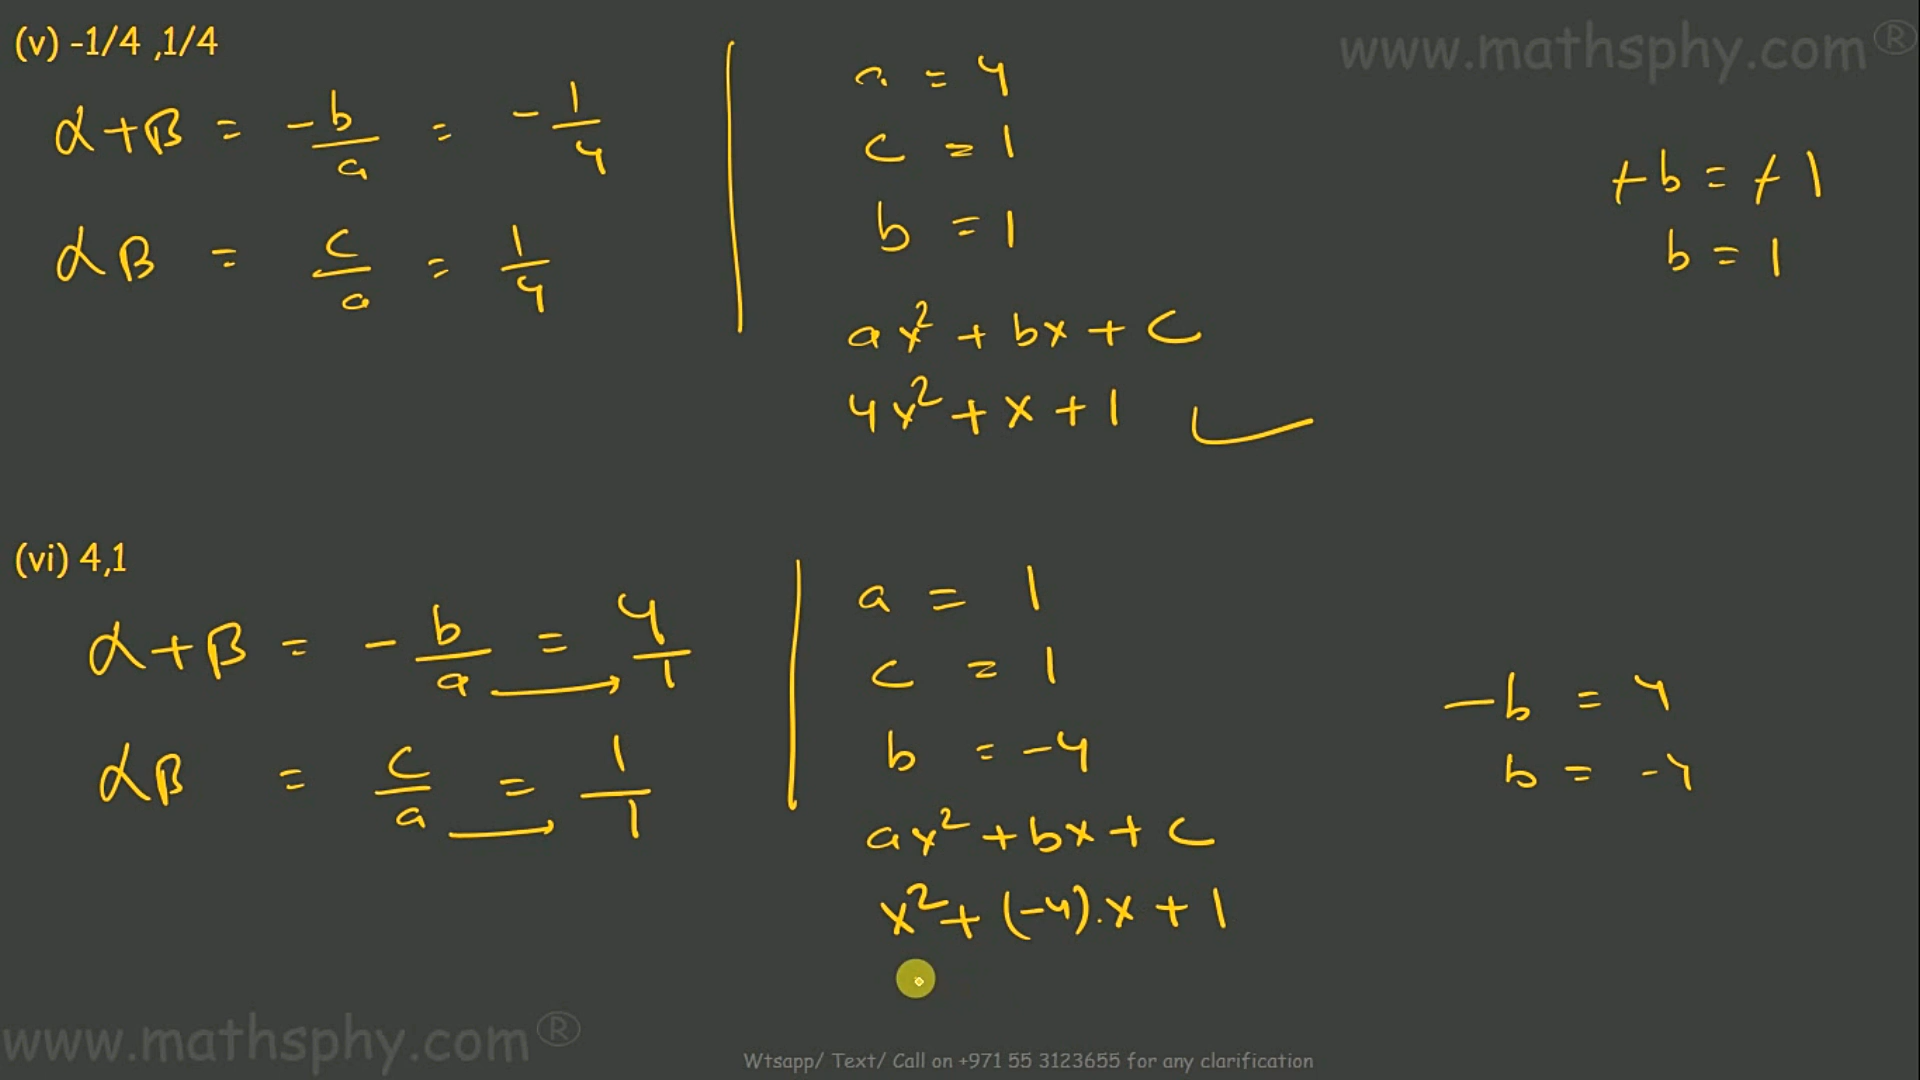 (v) -1/4 ,1/4
www.mathsphy.com®
α+β = -b/a = -1/4
αβ = c/a = 1/4
a = 4
c = 1
b = 1
ax² + bx + c
4x² + x + 1
+b = +1
b = 1
(vi) 4,1
α+β = -b/a = 4/1
αβ = c/a = 1/1
a = 1
c = 1
b = -4
ax² + bx + c
x² + (-4).x + 1
-b = 4
b = -4
www.mathsphy.com®
Wtsapp/ Text/ Call on +971 55 3123655 for any clarification